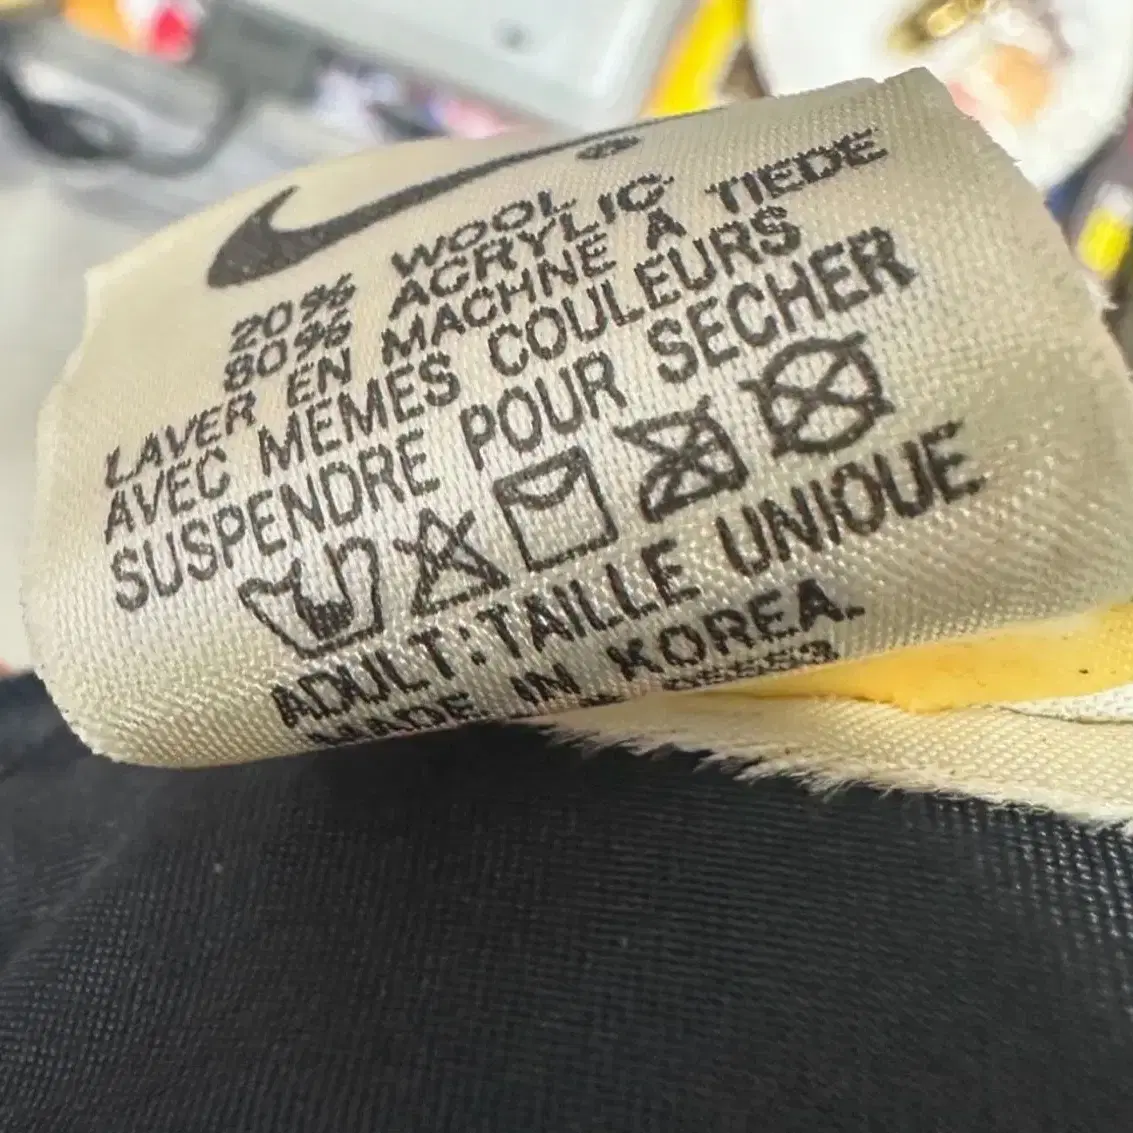 20% WOOL
80% ACRYLIC
LAVER EN MACHNE A TIEDE
AVEC MEMES COULEURS
SUSPENDRE POUR SECHER
ADULT:TAILLE UNIQUE
MADE IN KOREA.